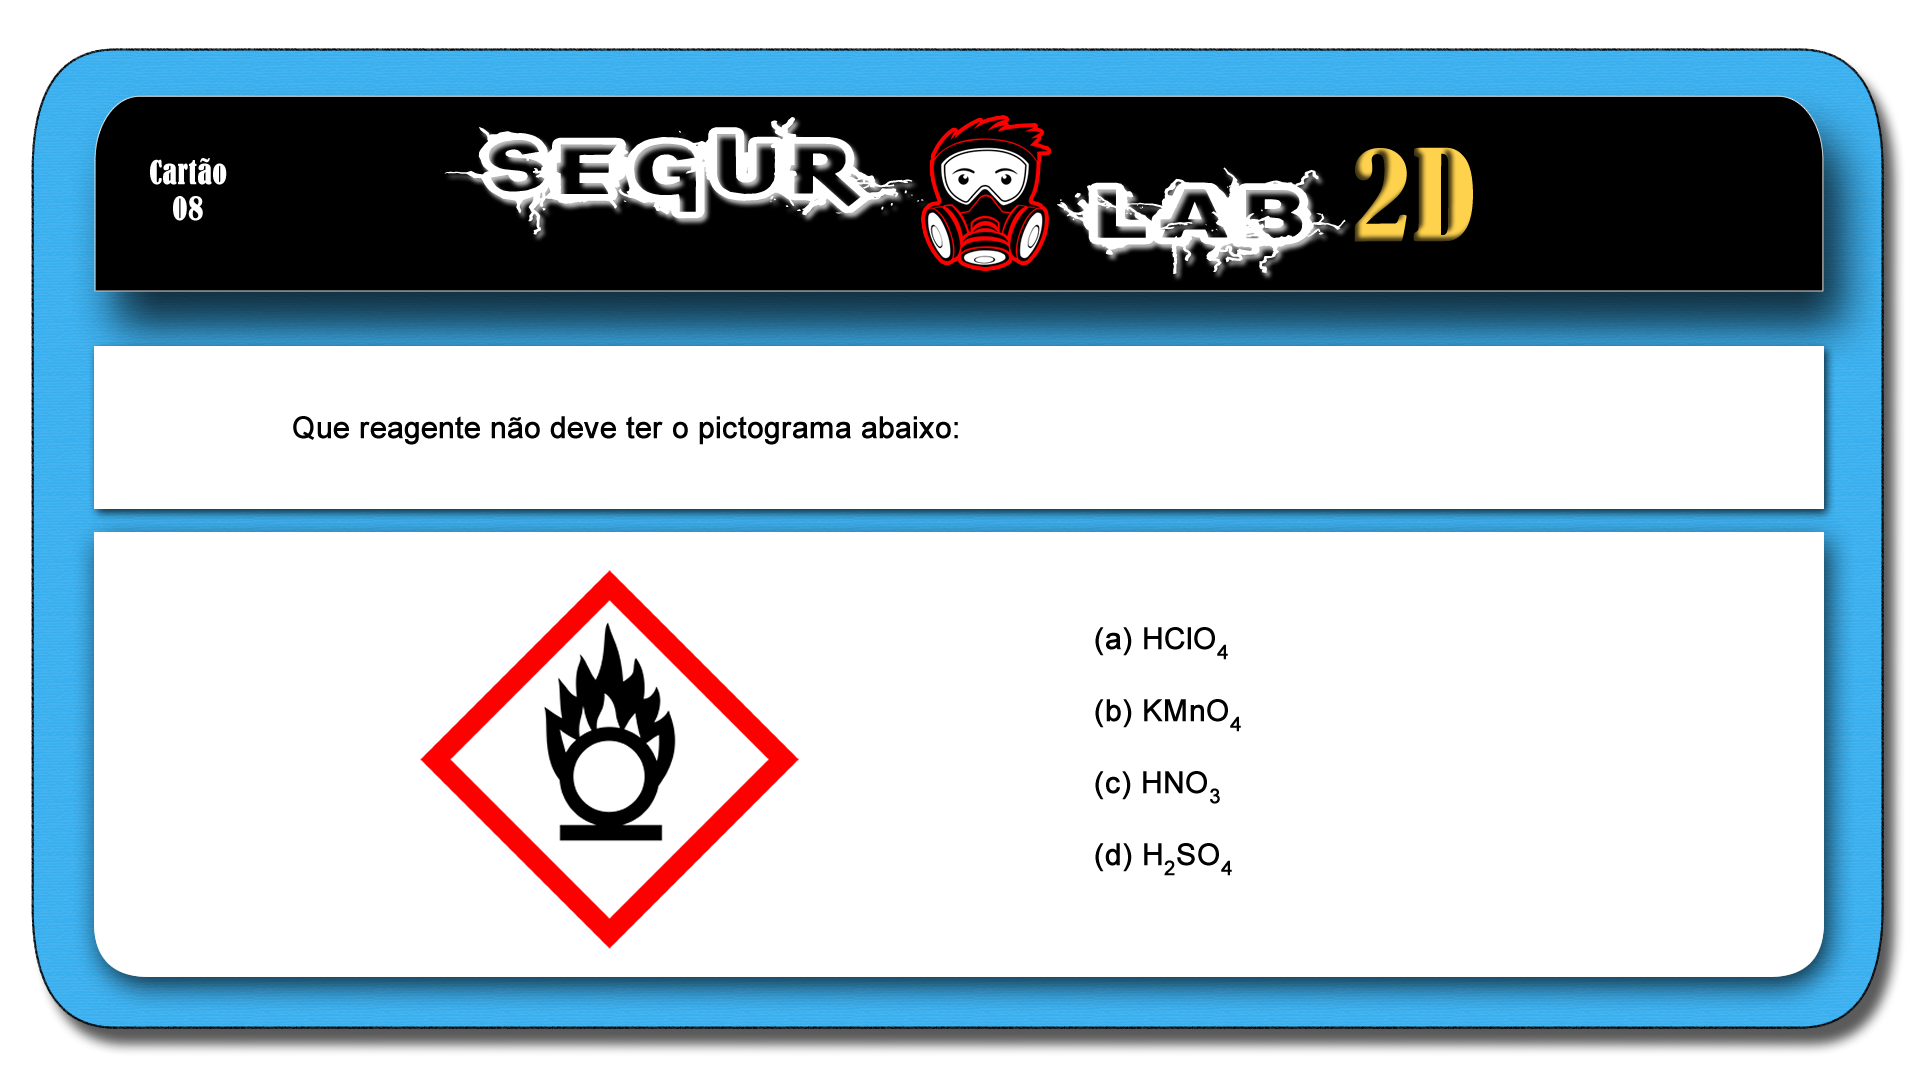 Cartão
08
SEGUR LAB 2D
Que reagente não deve ter o pictograma abaixo:
(a) HClO₄
(b) KMnO₄
(c) HNO₃
(d) H₂SO₄